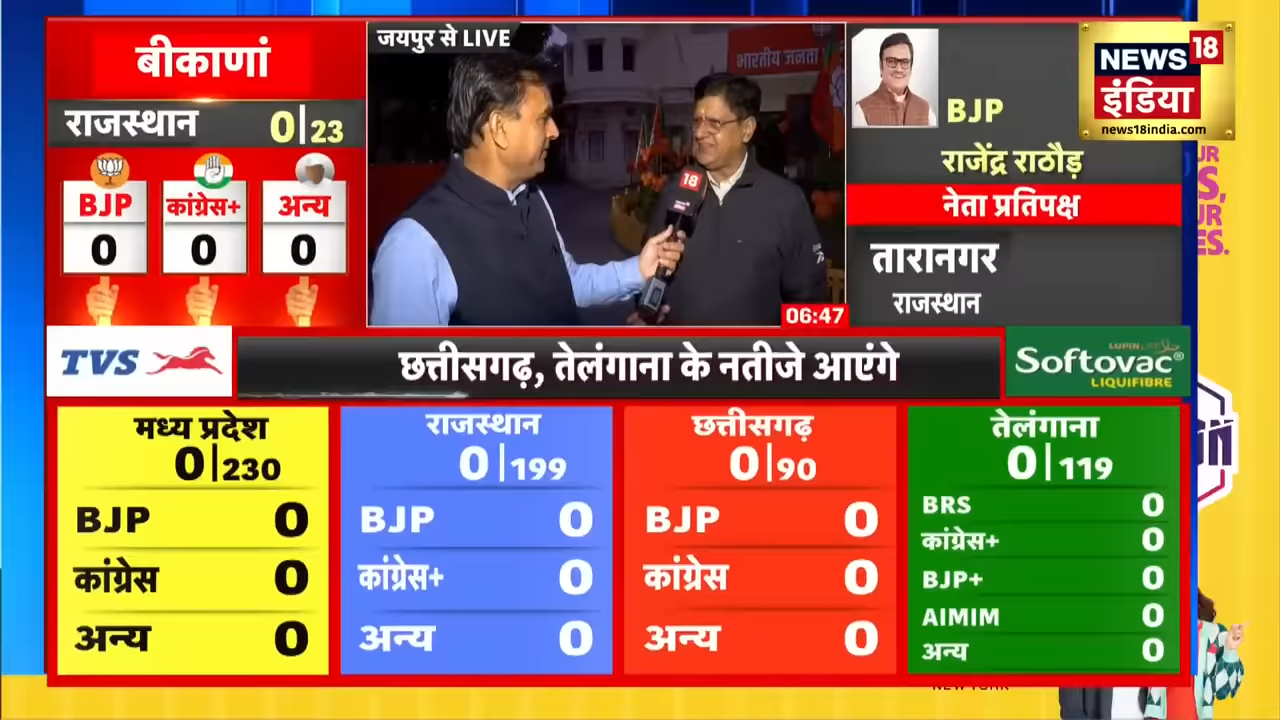 बीकाणां
राजस्थान 0|23
BJP
0
कांग्रेस+
0
अन्य
0
जयपुर से LIVE
भारतीय जनता
18
06:47
BJP
राजेंद्र राठौड़
नेता प्रतिपक्ष
तारानगर
राजस्थान
NEWS 18
इंडिया
news18india.com
TVS
छत्तीसगढ़, तेलंगाना के नतीजे आएंगे
LUPIN
Softovac®
LIQUIFIBRE
मध्य प्रदेश
0|230
BJP 0
कांग्रेस 0
अन्य 0
राजस्थान
0|199
BJP 0
कांग्रेस+ 0
अन्य 0
छत्तीसगढ़
0|90
BJP 0
कांग्रेस 0
अन्य 0
तेलंगाना
0|119
BRS 0
कांग्रेस+ 0
BJP+ 0
AIMIM 0
अन्य 0